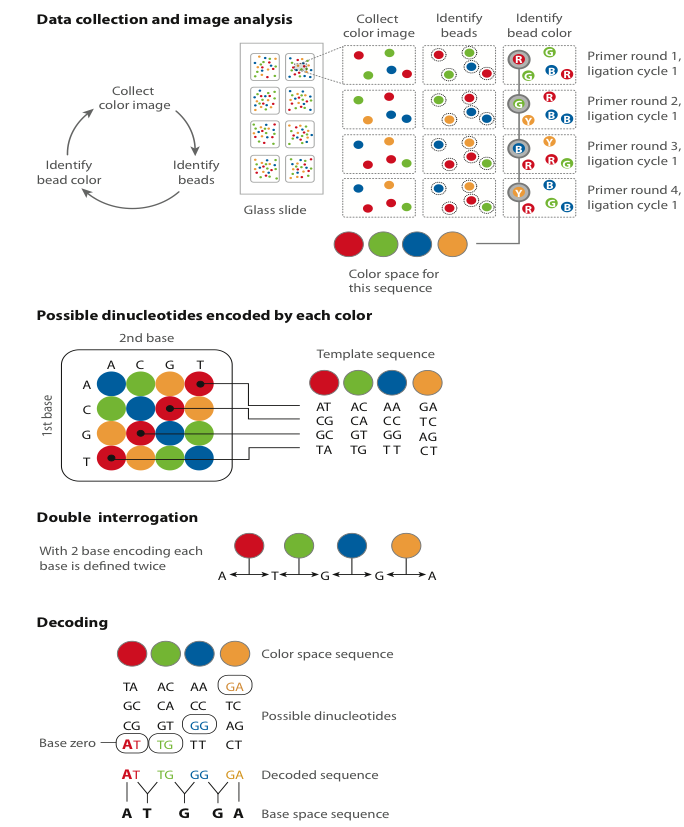 Data collection and image analysis
Collect
color image
Identify
beads
Identify
bead color
Collect
color image
Identify
bead color
Identify
beads
Glass slide
R
G
G
B
R
Primer round 1,
ligation cycle 1
G
R
Y
B
B
Primer round 2,
ligation cycle 1
B
Y
R
R
G
Primer round 3,
ligation cycle 1
Y
B
R
G
B
Primer round 4,
ligation cycle 1
Color space for
this sequence
Possible dinucleotides encoded by each color
2nd base
A C G T
1st base
A
C
G
T
Template sequence
AT AC AA GA
CG CA CC TC
GC GT GG AG
TA TG TT CT
Double interrogation
With 2 base encoding each
base is defined twice
A T G G A
Decoding
Color space sequence
TA AC AA GA
GC CA CC TC
CG GT GG AG
Possible dinucleotides
Base zero
AT TG TT CT
AT TG GG GA
Decoded sequence
A T G G A
Base space sequence